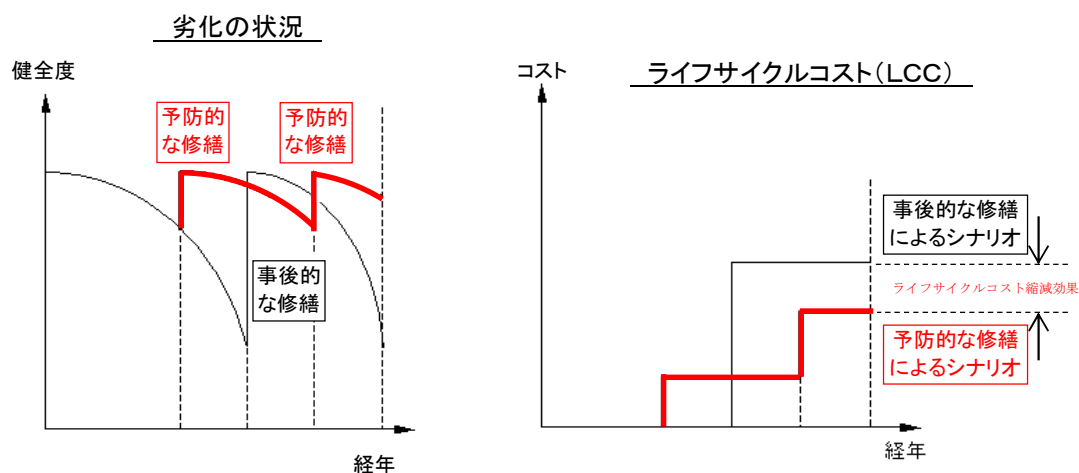 劣化の状況
健全度
予防的
な修繕
予防的
な修繕
事後的
な修繕
経年
ライフサイクルコスト(LCC)
コスト
事後的な修繕
によるシナリオ
ライフサイクルコスト縮減効果
予防的な修繕
によるシナリオ
経年